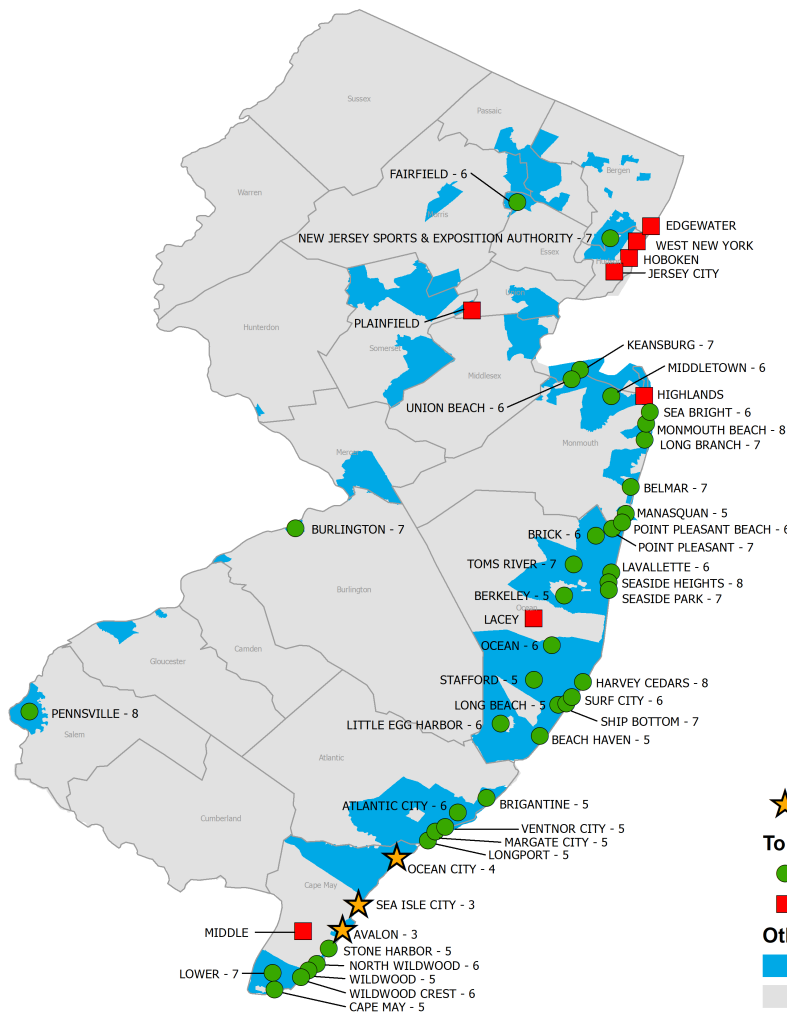 Sussex
Passaic
FAIRFIELD - 6
Bergen
Warren
Morris
EDGEWATER
NEW JERSEY SPORTS & EXPOSITION AUTHORITY - 7
WEST NEW YORK
Essex
HOBOKEN
JERSEY CITY
Union
PLAINFIELD
Hunterdon
Somerset
KEANSBURG - 7
MIDDLETOWN - 6
Middlesex
HIGHLANDS
UNION BEACH - 6
SEA BRIGHT - 6
MONMOUTH BEACH - 8
Monmouth
LONG BRANCH - 7
Mercer
BELMAR - 7
MANASQUAN - 5
BURLINGTON - 7
POINT PLEASANT BEACH - 6
BRICK - 6
POINT PLEASANT - 7
TOMS RIVER - 7
LAVALLETTE - 6
SEASIDE HEIGHTS - 8
Burlington
BERKELEY - 5
SEASIDE PARK - 7
Ocean
LACEY
OCEAN - 6
Camden
Gloucester
STAFFORD - 5
HARVEY CEDARS - 8
SURF CITY - 6
LONG BEACH - 5
PENNSVILLE - 8
SHIP BOTTOM - 7
LITTLE EGG HARBOR - 6
Salem
BEACH HAVEN - 5
Atlantic
BRIGANTINE - 5
ATLANTIC CITY - 6
Cumberland
VENTNOR CITY - 5
MARGATE CITY - 5
To
LONGPORT - 5
OCEAN CITY - 4
Cape May
SEA ISLE CITY - 3
MIDDLE
AVALON - 3
Oth
STONE HARBOR - 5
NORTH WILDWOOD - 6
LOWER - 7
WILDWOOD - 5
WILDWOOD CREST - 6
CAPE MAY - 5